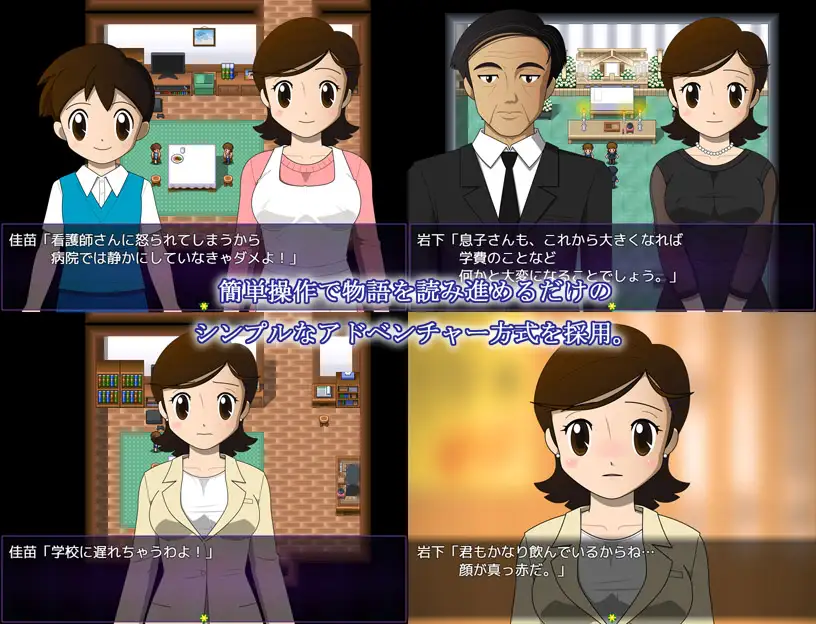 佳苗「看護師さんに怒られてしまうから
病院では静かにしていなきゃダメよ！」
岩下「息子さんも、これから大きくなれば
学費のことなど
何かと大変になることでしょう。」
簡単操作で物語を読み進めるだけの
シンプルなアドベンチャー方式を採用。
佳苗「学校に遅れちゃうわよ！」
岩下「君もかなり飲んでいるからね…
顔が真っ赤だ。」